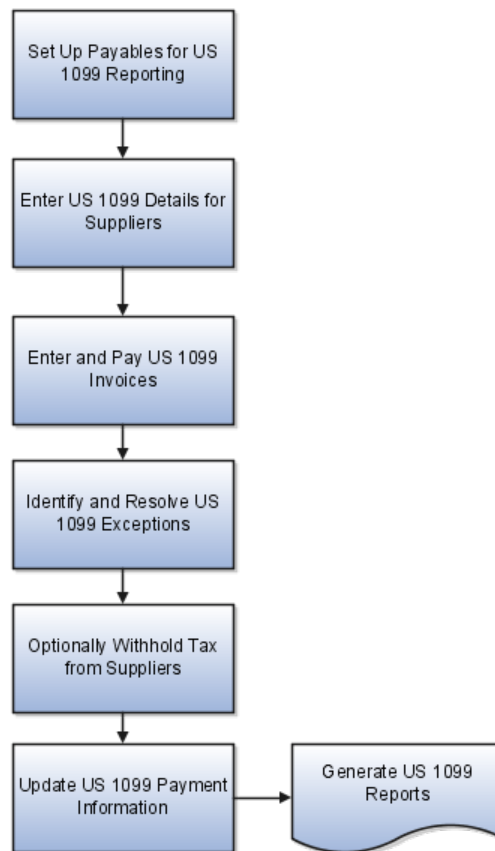 Set Up Payables for US
1099 Reporting
Enter US 1099 Details for
Suppliers
Enter and Pay US 1099
Invoices
Identify and Resolve US
1099 Exceptions
Optionally Withhold Tax
from Suppliers
Update US 1099 Payment
Information
Generate US 1099
Reports